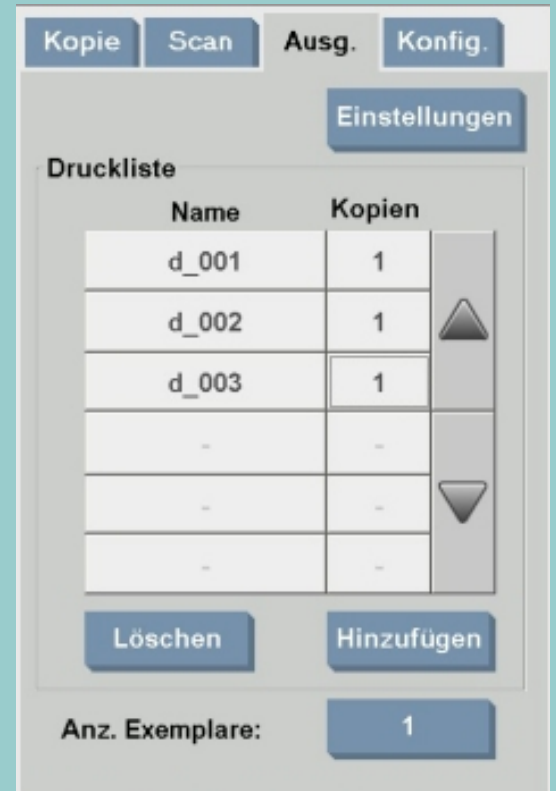 Kopie Scan Ausg. Konfig.
Einstellungen
Druckliste
Name Kopien
d_001 1
d_002 1
d_003 1
- -
- -
- -
Löschen Hinzufügen
Anz. Exemplare: 1